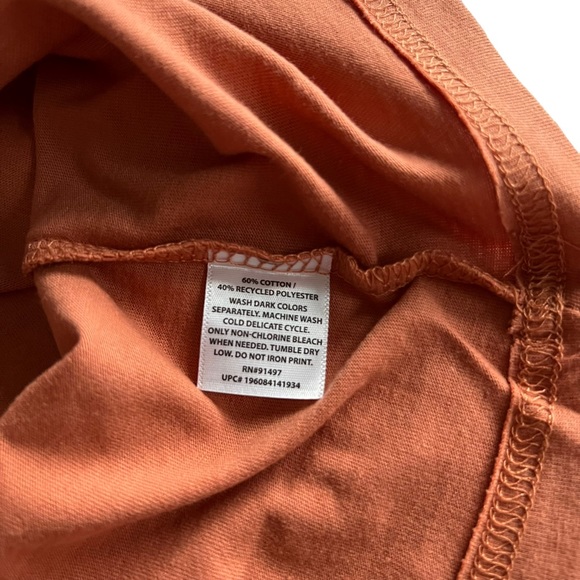 60% COTTON /
40% RECYCLED POLYESTER
WASH DARK COLORS
SEPARATELY. MACHINE WASH
COLD DELICATE CYCLE.
ONLY NON-CHLORINE BLEACH
WHEN NEEDED. TUMBLE DRY
LOW. DO NOT IRON PRINT.
RN#91497
UPC# 196084141934